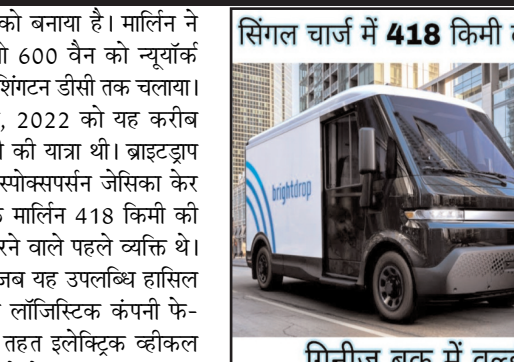 को बनाया है। मार्लिन ने
600 वैन को न्यूयॉर्क
शिंगटन डीसी तक चलाया।
, 2022 को यह करीब
की यात्रा थी। ब्राइटड्राप
स्पोक्सपर्सन जेसिका केर
मार्लिन 418 किमी की
रने वाले पहले व्यक्ति थे।
जब यह उपलब्धि हासिल
लॉजिस्टिक कंपनी फे-
तहत इलेक्ट्रिक व्हीकल
सिंगल चार्ज में 418 किमी
brightdrop
गिनीज बुक में